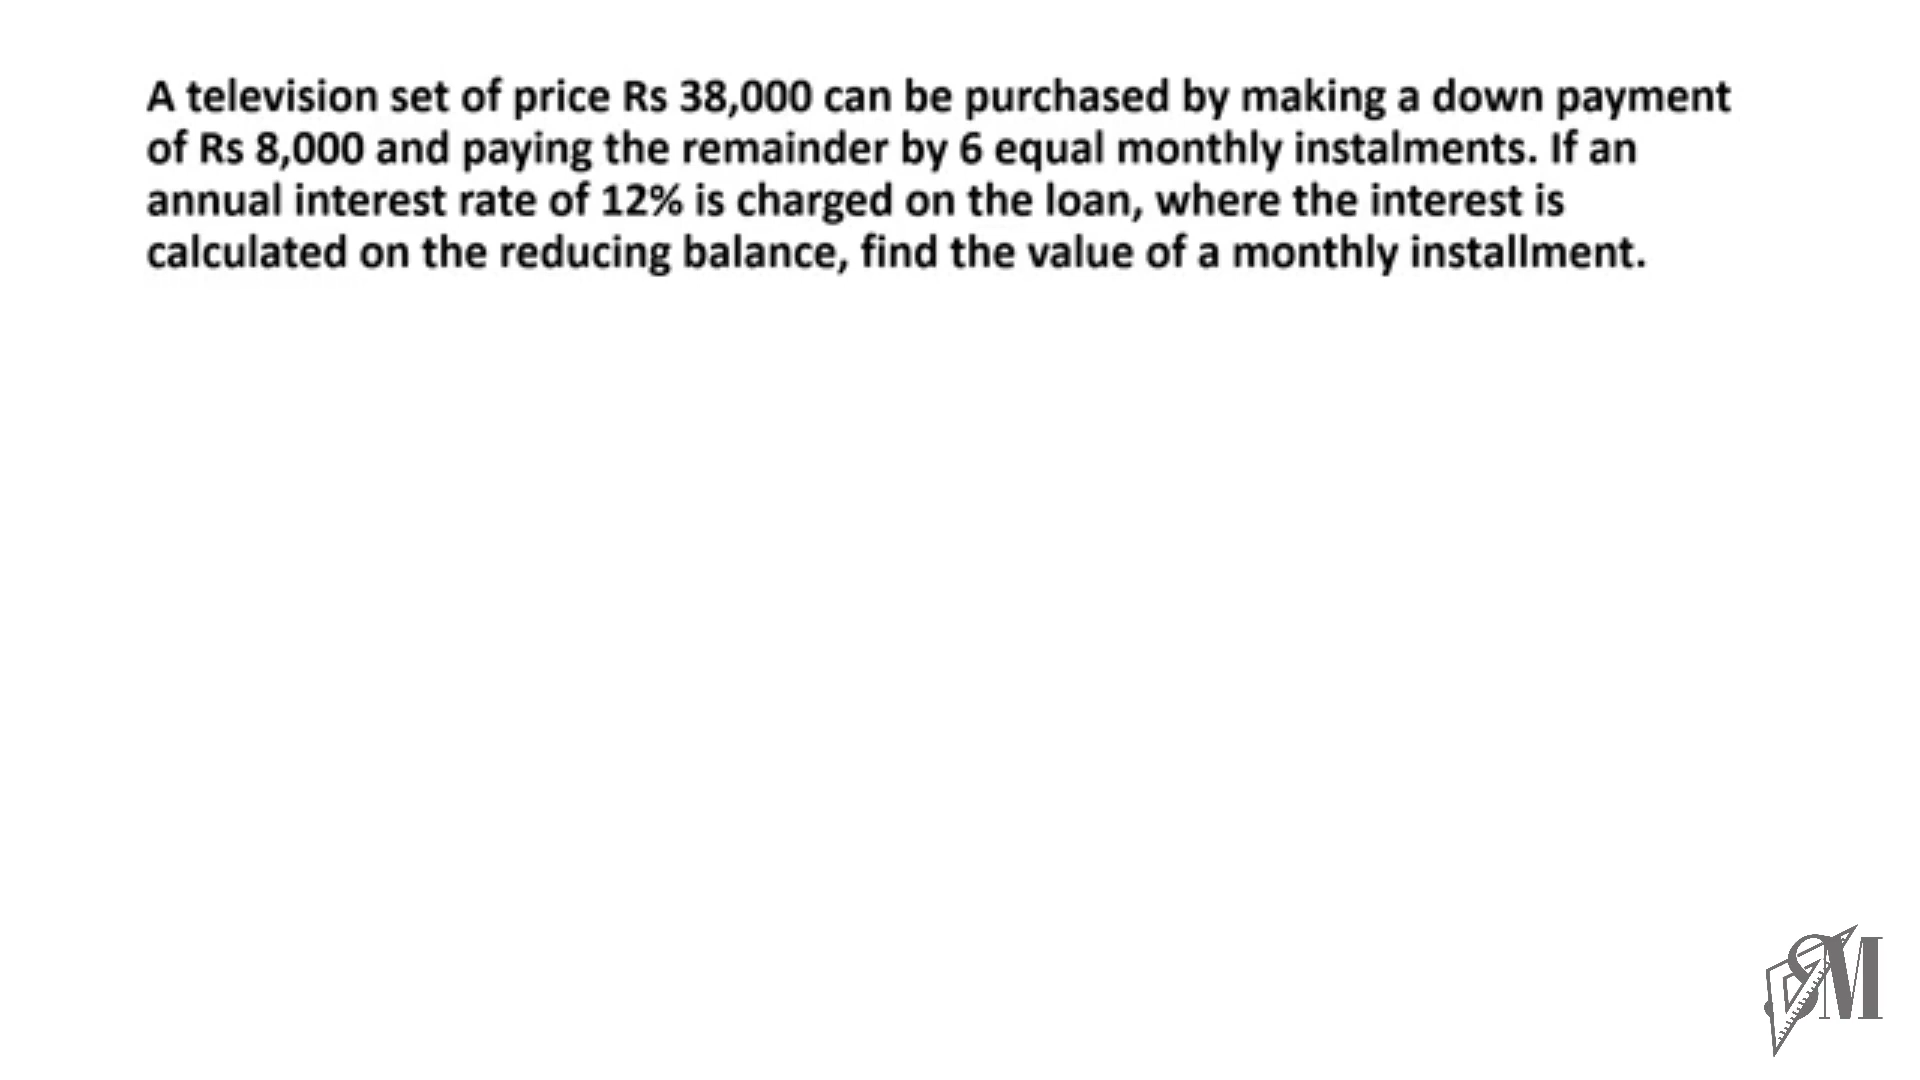 A television set of price Rs 38,000 can be purchased by making a down payment
of Rs 8,000 and paying the remainder by 6 equal monthly instalments. If an
annual interest rate of 12% is charged on the loan, where the interest is
calculated on the reducing balance, find the value of a monthly installment.
SM